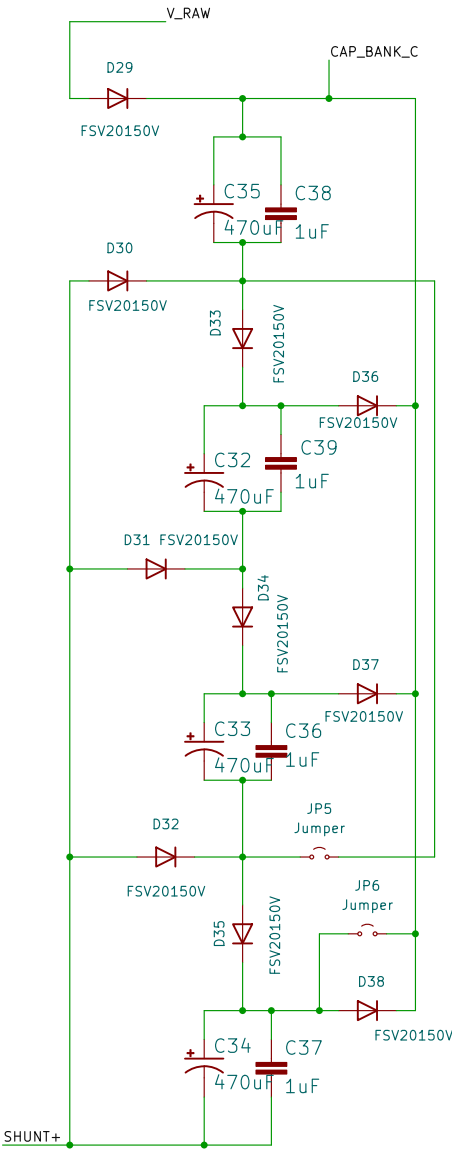 V_RAW
CAP_BANK_C
D29
FSV20150V
+
C35
C38
470uF
1uF
D30
FSV20150V
D33
FSV20150V
D36
FSV20150V
+
C32
C39
470uF
1uF
D31 FSV20150V
D34
FSV20150V
D37
FSV20150V
+
C33
C36
470uF
1uF
JP5
Jumper
D32
FSV20150V
JP6
Jumper
D35
FSV20150V
D38
FSV20150V
+
C34
C37
470uF
1uF
SHUNT+